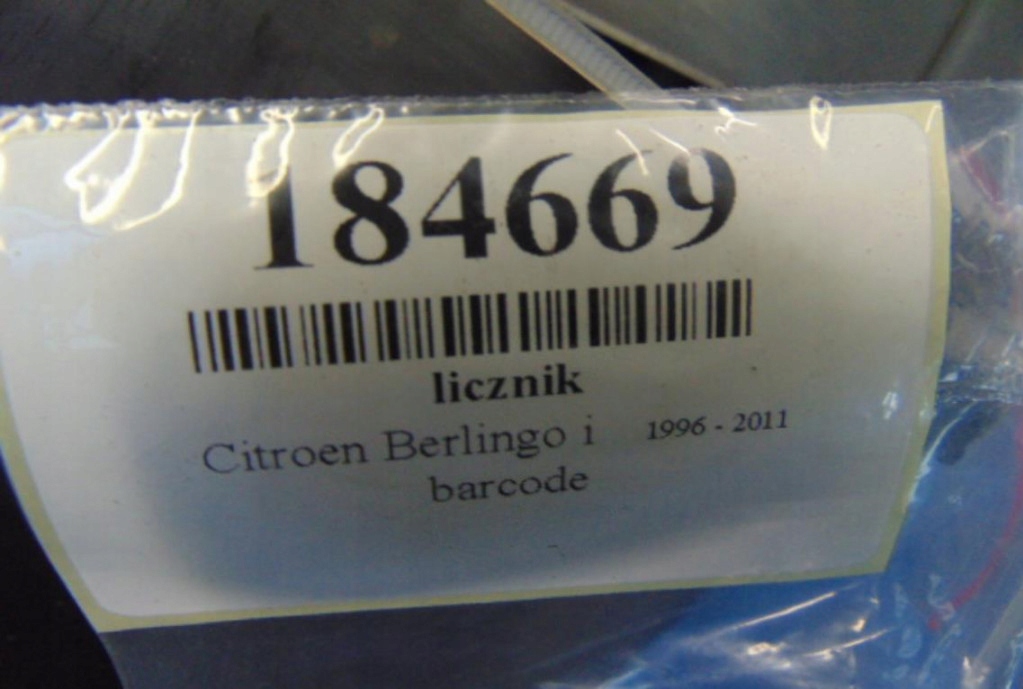 184669
licznik
Citroen Berlingo i 1996 - 2011
barcode